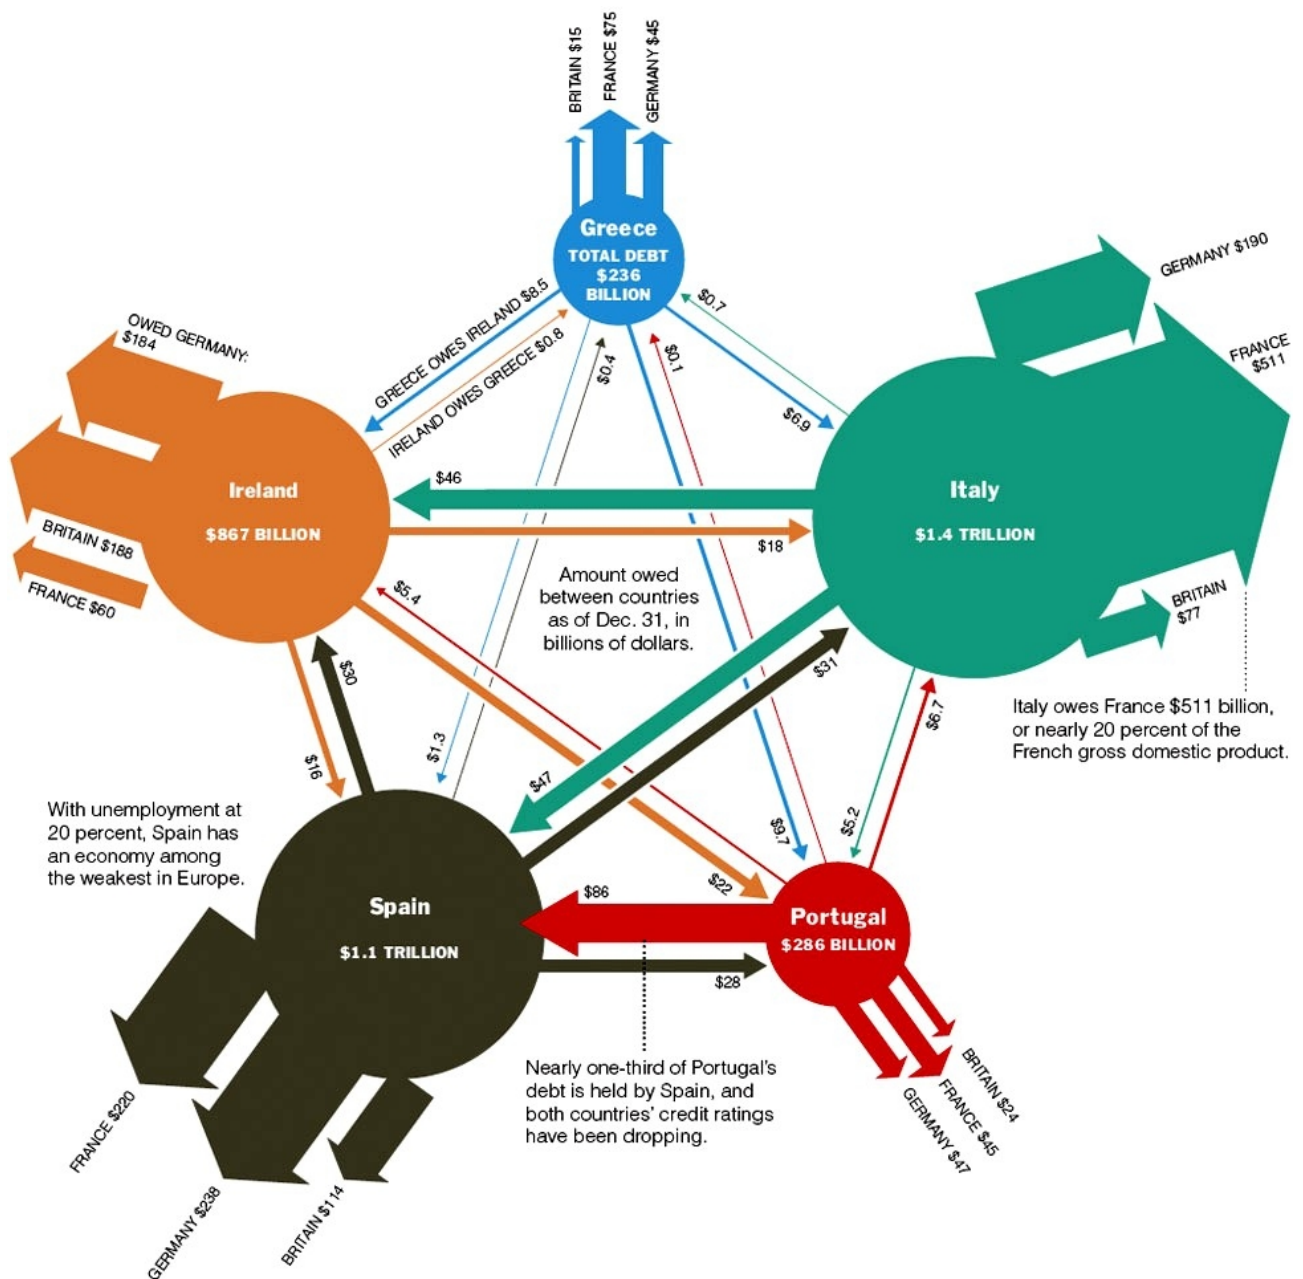 BRITAIN $15
FRANCE $75
GERMANY $45
Greece
TOTAL DEBT
$236
BILLION
GREECE OWES IRELAND $8.5
IRELAND OWES GREECE $0.8
$0.4
$0.1
$0.7
$6.9
GERMANY $190
FRANCE
$511
OWED GERMANY:
$184
BRITAIN $188
FRANCE $60
Ireland
$867 BILLION
$46
$18
Italy
$1.4 TRILLION
BRITAIN
$77
Amount owed
between countries
as of Dec. 31, in
billions of dollars.
$5.4
$30
$16
$1.3
$47
$31
$9.7
$5.2
$6.7
$22
Italy owes France $511 billion,
or nearly 20 percent of the
French gross domestic product.
With unemployment at
20 percent, Spain has
an economy among
the weakest in Europe.
Spain
$1.1 TRILLION
$86
$28
Portugal
$286 BILLION
Nearly one-third of Portugal's
debt is held by Spain, and
both countries' credit ratings
have been dropping.
FRANCE $220
GERMANY $238
BRITAIN $114
GERMANY $47
FRANCE $45
BRITAIN $24